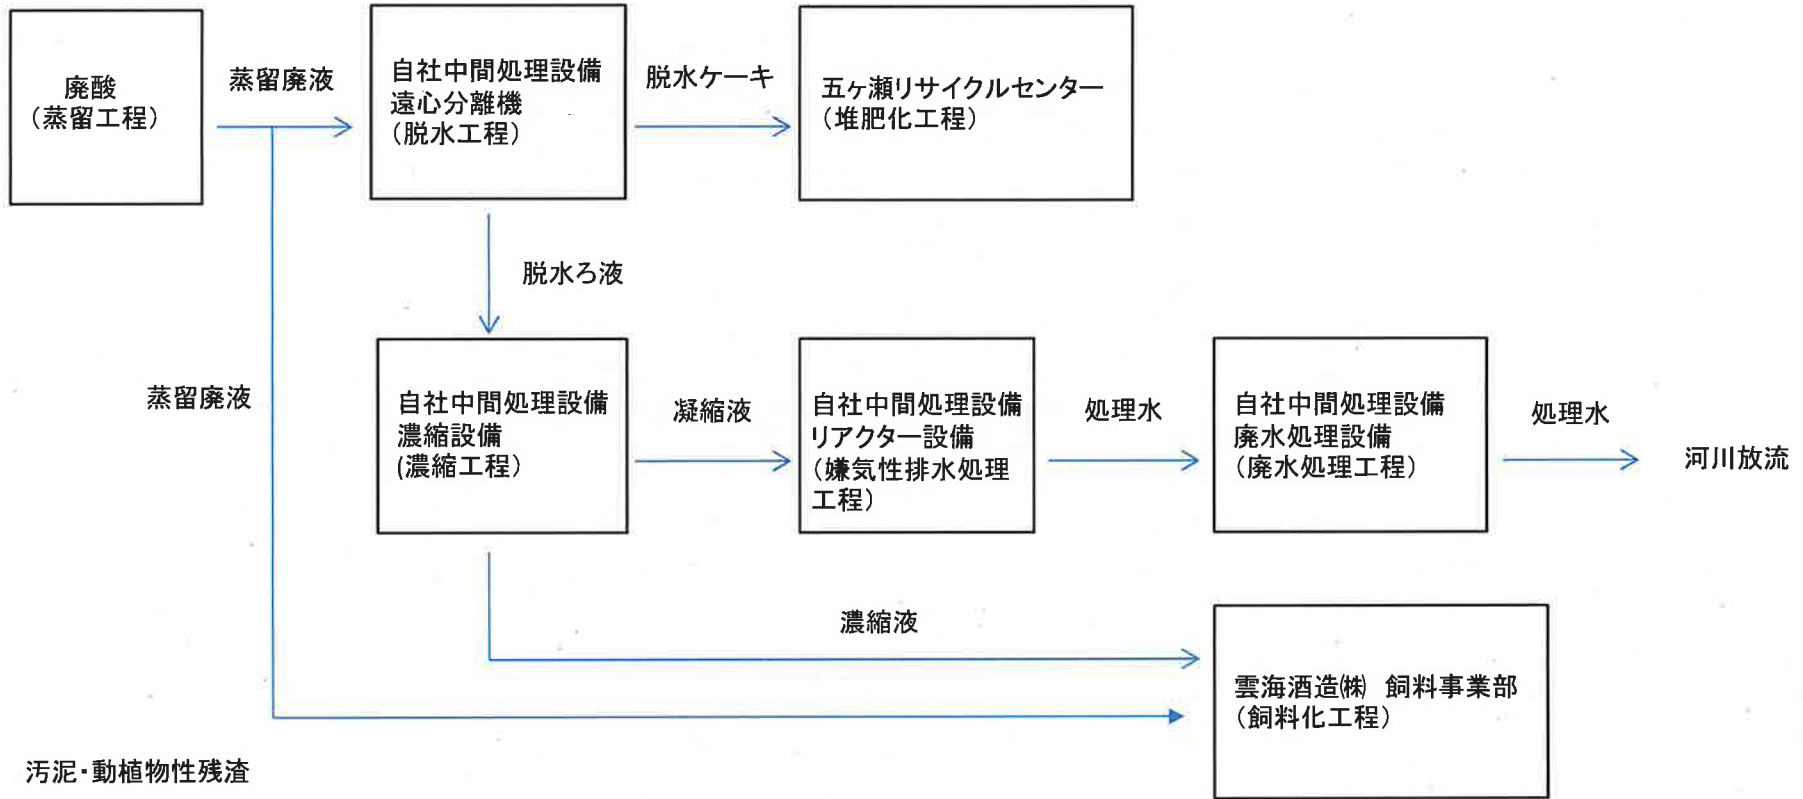 廃酸
(蒸留工程)
蒸留廃液
自社中間処理設備
遠心分離機
(脱水工程)
脱水ケーキ
五ヶ瀬リサイクルセンター
(堆肥化工程)
脱水ろ液
蒸留廃液
自社中間処理設備
濃縮設備
(濃縮工程)
凝縮液
自社中間処理設備
リアクター設備
(嫌気性排水処理
工程)
処理水
自社中間処理設備
廃水処理設備
(廃水処理工程)
処理水
河川放流
濃縮液
雲海酒造㈱ 飼料事業部
(飼料化工程)
汚泥・動植物性残渣